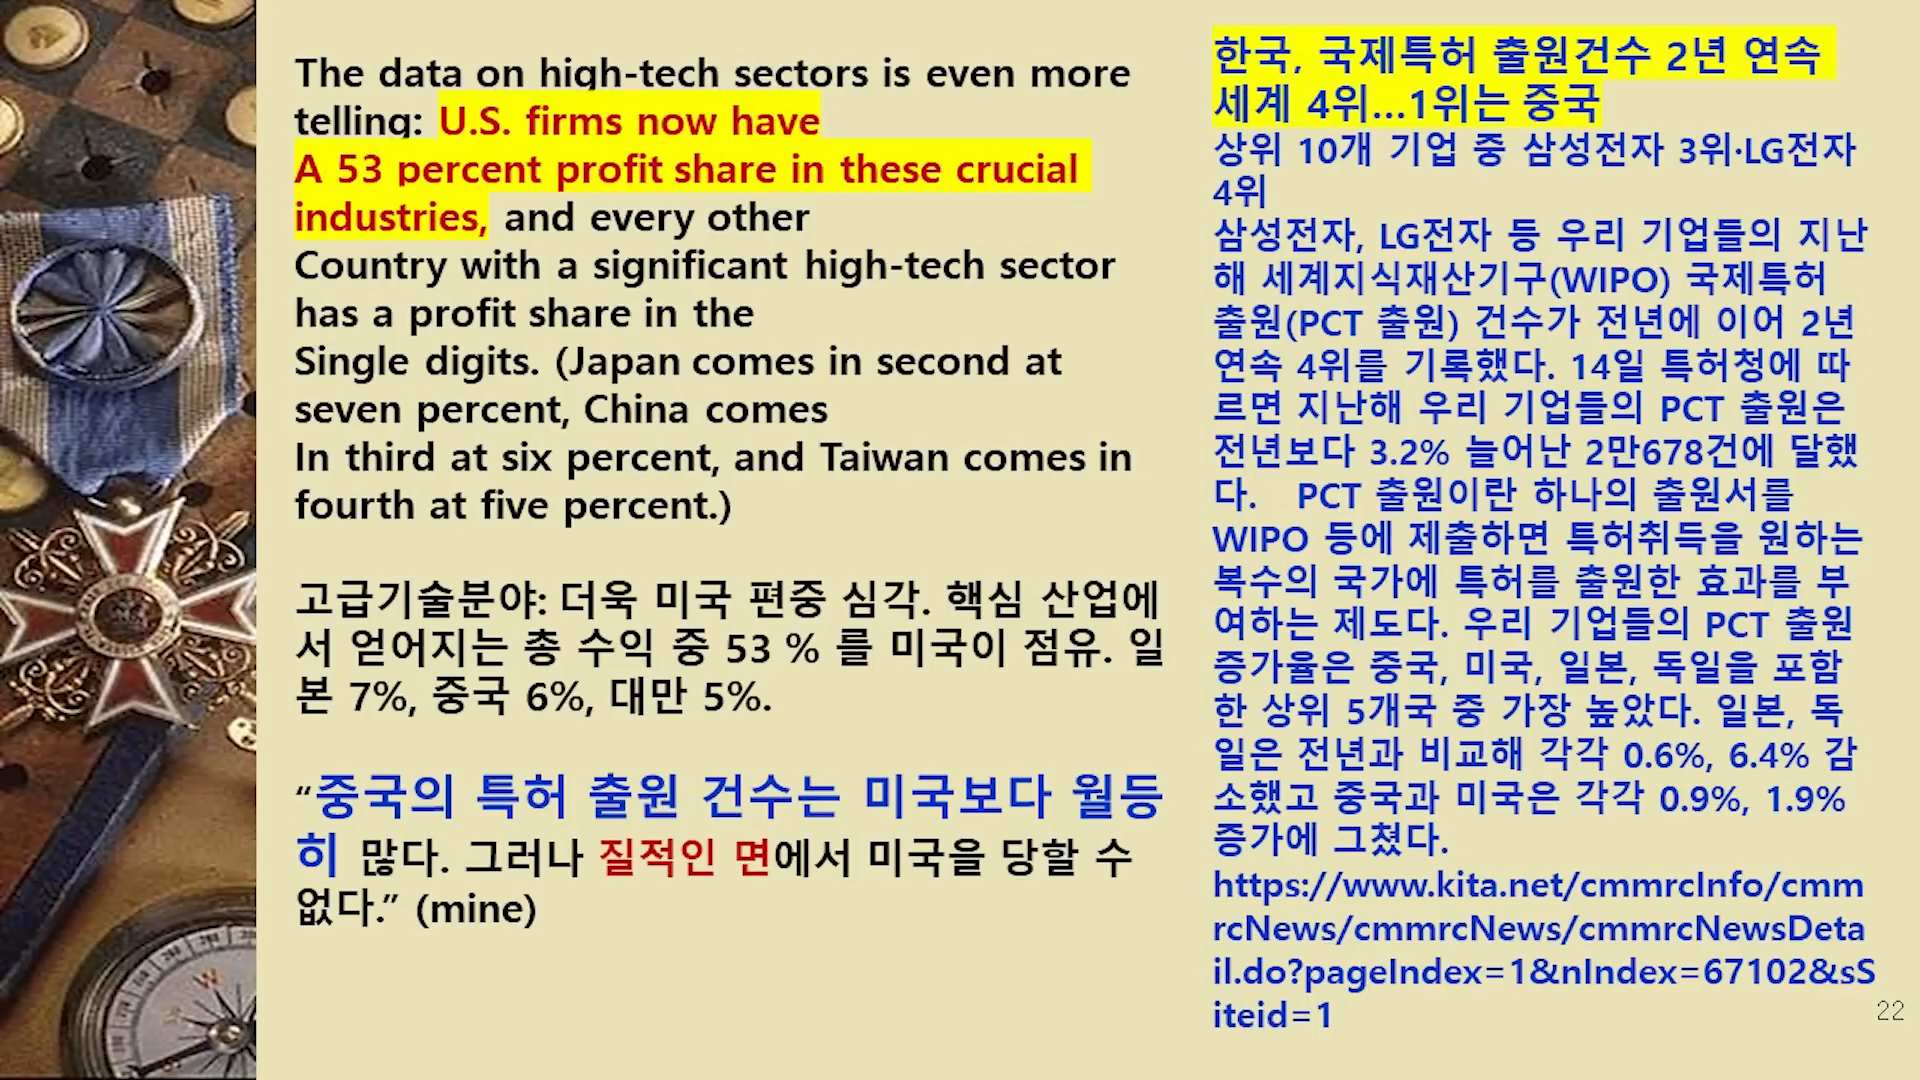 The data on high-tech sectors is even more
telling: U.S. firms now have
A 53 percent profit share in these crucial
industries, and every other
Country with a significant high-tech sector
has a profit share in the
Single digits. (Japan comes in second at
seven percent, China comes
In third at six percent, and Taiwan comes in
fourth at five percent.)
고급기술분야: 더욱 미국 편중 심각. 핵심 산업에
서 얻어지는 총 수익 중 53 % 를 미국이 점유. 일
본 7%, 중국 6%, 대만 5%.
“중국의 특허 출원 건수는 미국보다 월등
히 많다. 그러나 질적인 면에서 미국을 당할 수
없다.” (mine)
한국, 국제특허 출원건수 2년 연속
세계 4위...1위는 중국
상위 10개 기업 중 삼성전자 3위·LG전자
4위
삼성전자, LG전자 등 우리 기업들의 지난
해 세계지식재산기구(WIPO) 국제특허
출원(PCT 출원) 건수가 전년에 이어 2년
연속 4위를 기록했다. 14일 특허청에 따
르면 지난해 우리 기업들의 PCT 출원은
전년보다 3.2% 늘어난 2만678건에 달했
다. PCT 출원이란 하나의 출원서를
WIPO 등에 제출하면 특허취득을 원하는
복수의 국가에 특허를 출원한 효과를 부
여하는 제도다. 우리 기업들의 PCT 출원
증가율은 중국, 미국, 일본, 독일을 포함
한 상위 5개국 중 가장 높았다. 일본, 독
일은 전년과 비교해 각각 0.6%, 6.4% 감
소했고 중국과 미국은 각각 0.9%, 1.9%
증가에 그쳤다.
https://www.kita.net/cmmrcInfo/cmm
rcNews/cmmrcNews/cmmrcNewsDeta
il.do?pageIndex=1&nIndex=67102&sS
iteid=1
22